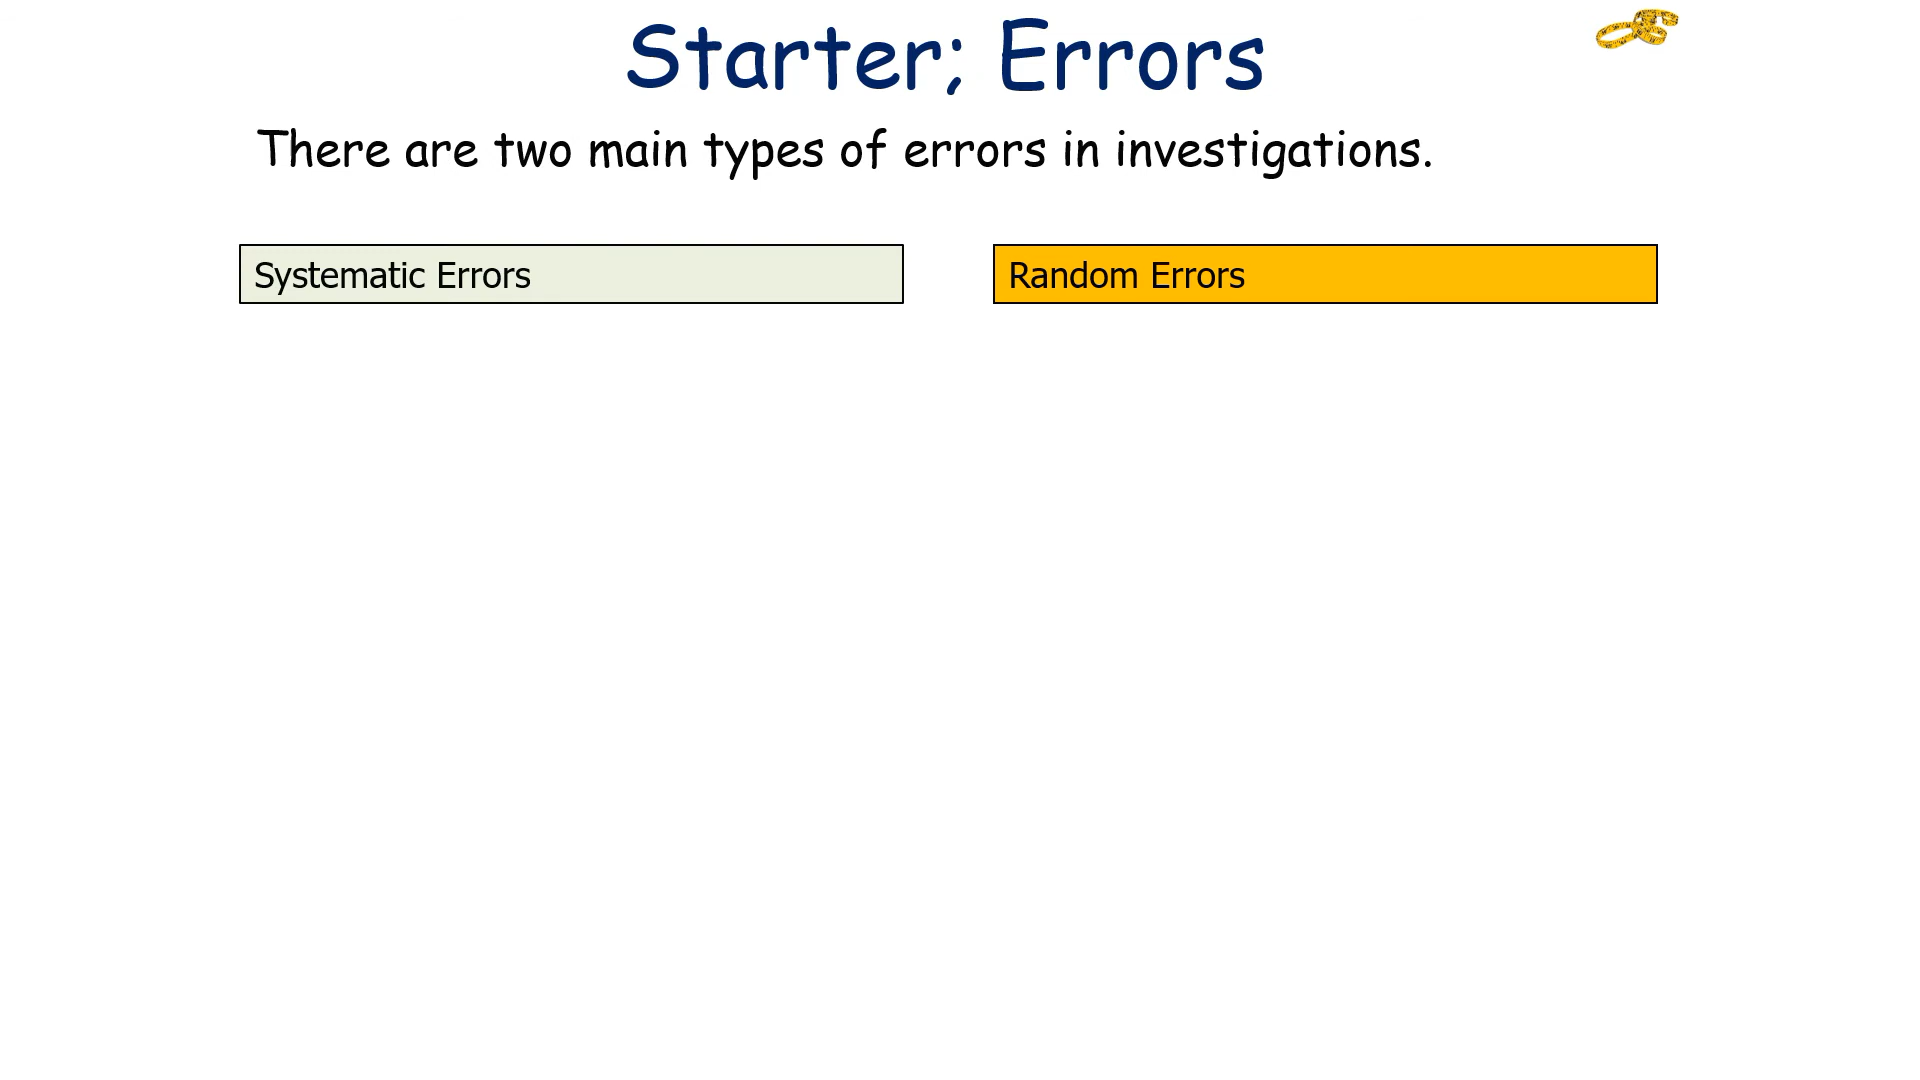 Starter; Errors
There are two main types of errors in investigations.
Systematic Errors
Random Errors